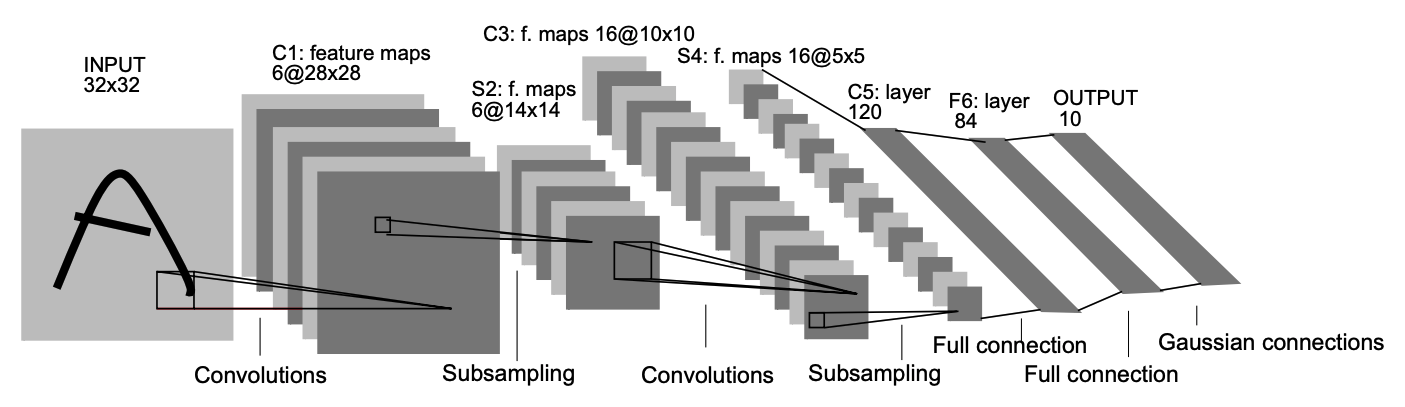 INPUT
32x32
C1: feature maps
6@28x28
S2: f. maps
6@14x14
C3: f. maps 16@10x10
S4: f. maps 16@5x5
C5: layer
120
F6: layer
84
OUTPUT
10
Convolutions
Subsampling
Convolutions
Subsampling
Full connection
Full connection
Gaussian connections